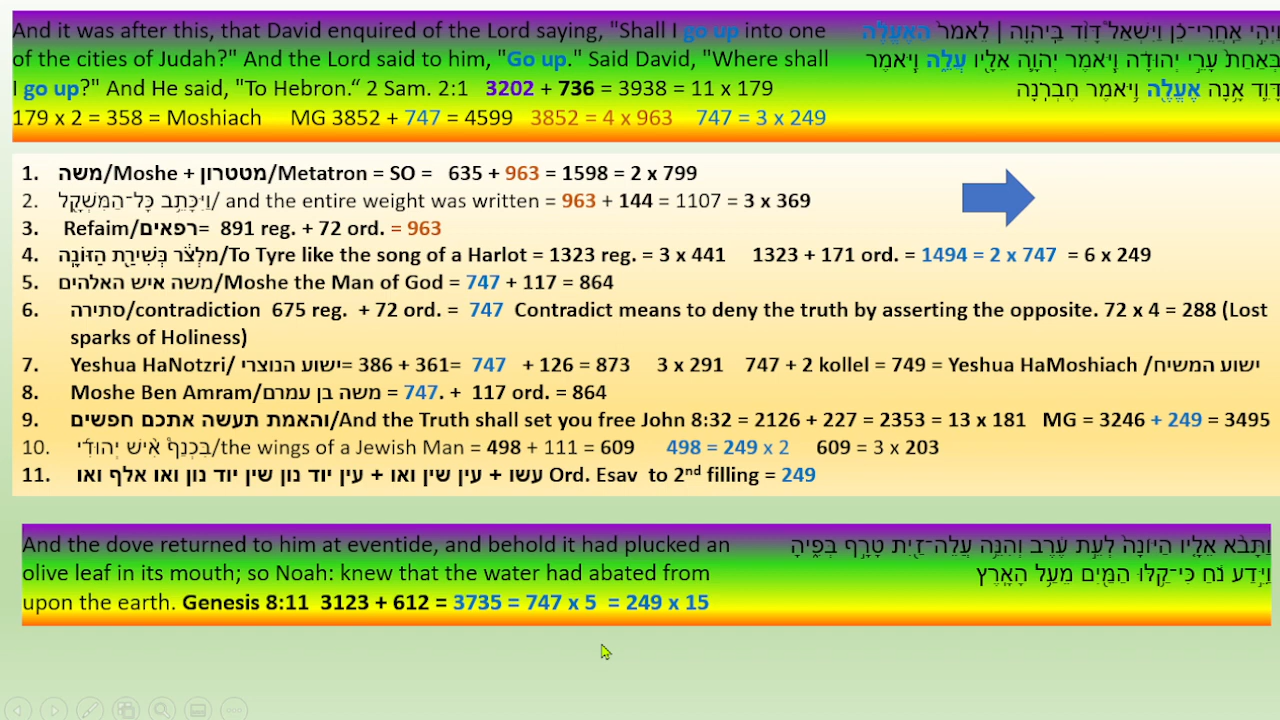 And it was after this, that David enquired of the Lord saying, "Shall I go up into one
of the cities of Judah?" And the Lord said to him, "Go up." Said David, "Where shall
I go up?" And He said, "To Hebron.“ 2 Sam. 2:1 3202 + 736 = 3938 = 11 x 179
179 x 2 = 358 = Moshiach MG 3852 + 747 = 4599 3852 = 4 x 963 747 = 3 x 249
וַיְהִ֣י אַֽחֲרֵי־כֵ֗ן וַיִּשְׁאַל֩ דָּוִ֨ד בַּֽיהוָ֤ה | לֵאמֹר֙ הַאֶעֱלֶ֗ה
בְּאַחַת֙ עָרֵ֣י יְהוּדָ֔ה וַיֹּ֧אמֶר יְהוָ֛ה אֵלָ֖יו עֲלֵ֑ה וַיֹּ֧אמֶר
דָּוִ֛ד אָ֥נָה אֶעֱלֶ֖ה וַיֹּ֥אמֶר חֶבְרֹֽנָה
1. משה/Moshe + מטטרון/Metatron = SO = 635 + 963 = 1598 = 2 x 799
2. וַיִּכָּתֵ֥ב כָּֽל־הַמִּשְׁקָ֖ל/ and the entire weight was written = 963 + 144 = 1107 = 3 x 369
3. Refaim/רפאים= 891 reg. + 72 ord. = 963
4. מלְצֹ֔ר כְּשִׁירַ֖ת הַזּוֹנָֽה/To Tyre like the song of a Harlot = 1323 reg. = 3 x 441 1323 + 171 ord. = 1494 = 2 x 747 = 6 x 249
5. משה איש האלהים/Moshe the Man of God = 747 + 117 = 864
6. סתירה/contradiction 675 reg. + 72 ord. = 747 Contradict means to deny the truth by asserting the opposite. 72 x 4 = 288 (Lost
sparks of Holiness)
7. Yeshua HaNotzri/ ישוע הנוצרי= 386 + 361= 747 + 126 = 873 3 x 291 747 + 2 kollel = 749 = Yeshua HaMoshiach /ישוע המשיח
8. Moshe Ben Amram/משה בן עמרם = 747. + 117 ord. = 864
9. והאמת תעשה אתכם חפשים/And the Truth shall set you free John 8:32 = 2126 + 227 = 2353 = 13 x 181 MG = 3246 + 249 = 3495
10. בִּכְנַף֩ אִ֨ישׁ יְהוּדִ֜י/the wings of a Jewish Man = 498 + 111 = 609 498 = 249 x 2 609 = 3 x 203
11. עשו + עין שין ואו + עין יוד נון שין יוד נון ואו אלף ואו Ord. Esav to 2nd filling = 249
And the dove returned to him at eventide, and behold it had plucked an
olive leaf in its mouth; so Noah: knew that the water had abated from
upon the earth. Genesis 8:11 3123 + 612 = 3735 = 747 x 5 = 249 x 15
וַתָּבֹ֨א אֵלָ֤יו הַיּוֹנָה֙ לְעֵ֣ת עֶ֔רֶב וְהִנֵּ֥ה עֲלֵה־זַ֖יִת טָרָ֣ף בְּפִ֑יהָ
וַיֵּ֣דַע נֹ֔חַ כִּי־קַ֥לּוּ הַמַּ֖יִם מֵעַ֥ל הָאָֽרֶץ